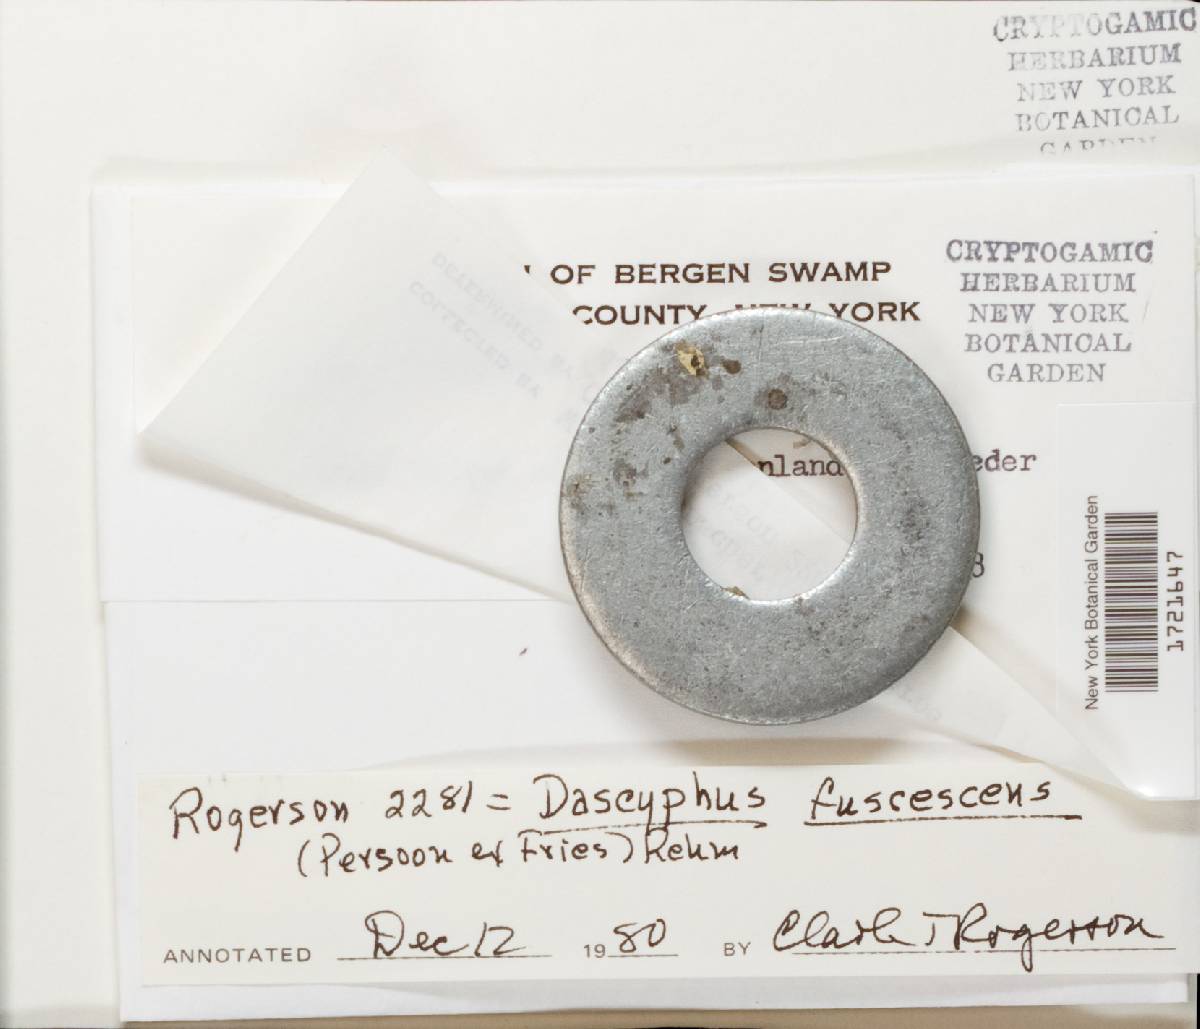 CRYPTOGAMIC
HERBARIUM
NEW YORK
BOTANICAL
GARDEN
OF BERGEN SWAMP
COUNTY, NEW YORK
CRYPTOGAMIC
HERBARIUM
NEW YORK
BOTANICAL
GARDEN
nland
eder
8
New York Botanical Garden
1721647
Rogerson 2281 = Dascyphus fuscescens
(Persoon ex Fries) Rehm
ANNOTATED Dec 12 1980 BY Clark T Rogerson